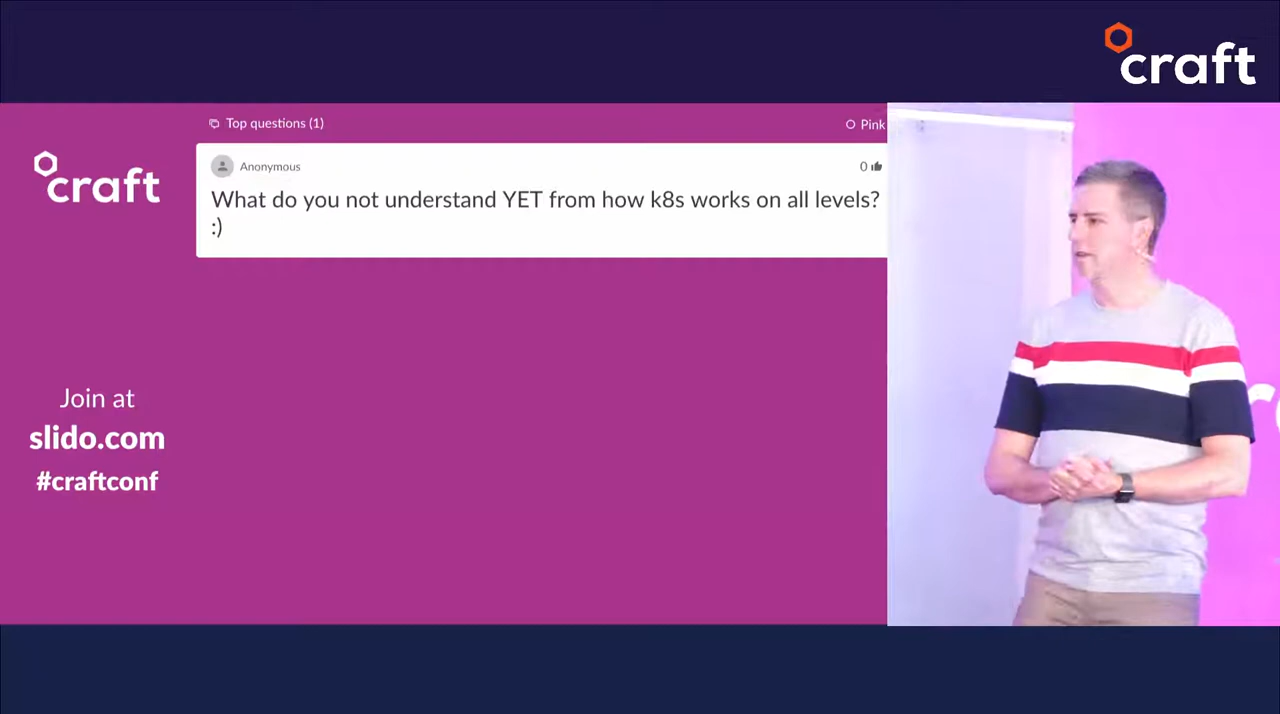 craft
Top questions (1)
Pink
craft
Anonymous
0
What do you not understand YET from how k8s works on all levels?
:)
Join at
slido.com
#craftconf